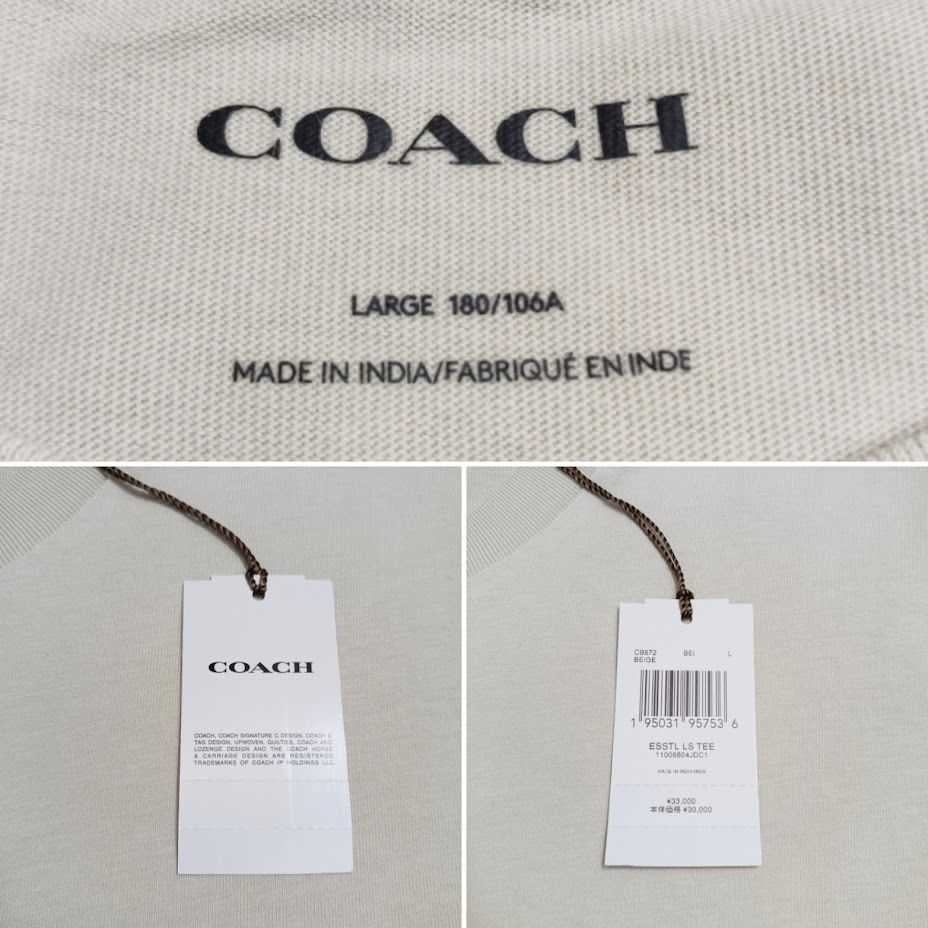 COACH
LARGE 180/106A
MADE IN INDIA/FABRIQUÉ EN INDE
COACH
COACH, COACH SIGNATURE C DESIGN, COACH &
TAG DESIGN, UPWOVEN, QUILTIES, COACH AND
LOZENGE DESIGN AND THE COACH HORSE
& CARRIAGE DESIGN ARE REGISTERED
TRADEMARKS OF COACH IP HOLDINGS LLC.
CB672 BEI L
BEIGE
1 95031 95753 6
ESSTL LS TEE
11006804JDC1
MADE IN INDIA/INDE
¥33,000
本体価格 ¥30,000